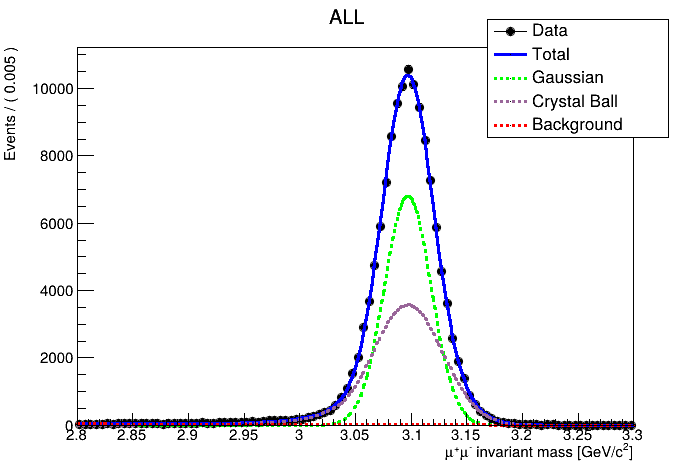 ALL
Data
Total
Gaussian
Crystal Ball
Background
Events / ( 0.005 )
10000
8000
6000
4000
2000
0
2.8 2.85 2.9 2.95 3 3.05 3.1 3.15 3.2 3.25 3.3
μ⁺μ⁻ invariant mass [GeV/c²]